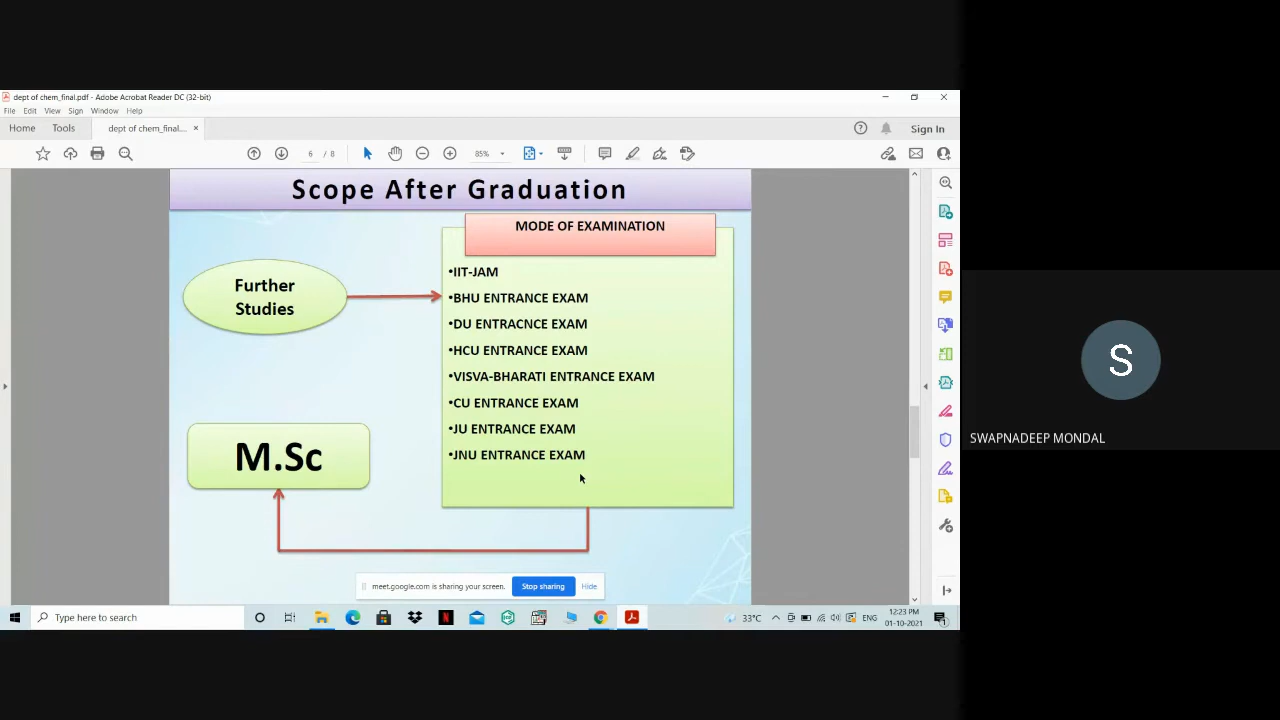 dept of chem_final.pdf - Adobe Acrobat Reader DC (32-bit)
File Edit View Sign Window Help
Home Tools dept of chem_final... ×
Sign In
6 / 8
85%
Scope After Graduation
MODE OF EXAMINATION
Further
Studies
•IIT-JAM
•BHU ENTRANCE EXAM
•DU ENTRACNCE EXAM
•HCU ENTRANCE EXAM
•VISVA-BHARATI ENTRANCE EXAM
•CU ENTRANCE EXAM
•JU ENTRANCE EXAM
•JNU ENTRANCE EXAM
M.Sc
S
SWAPNADEEP MONDAL
meet.google.com is sharing your screen. Stop sharing Hide
Type here to search
33°C
ENG
12:23 PM
01-10-2021